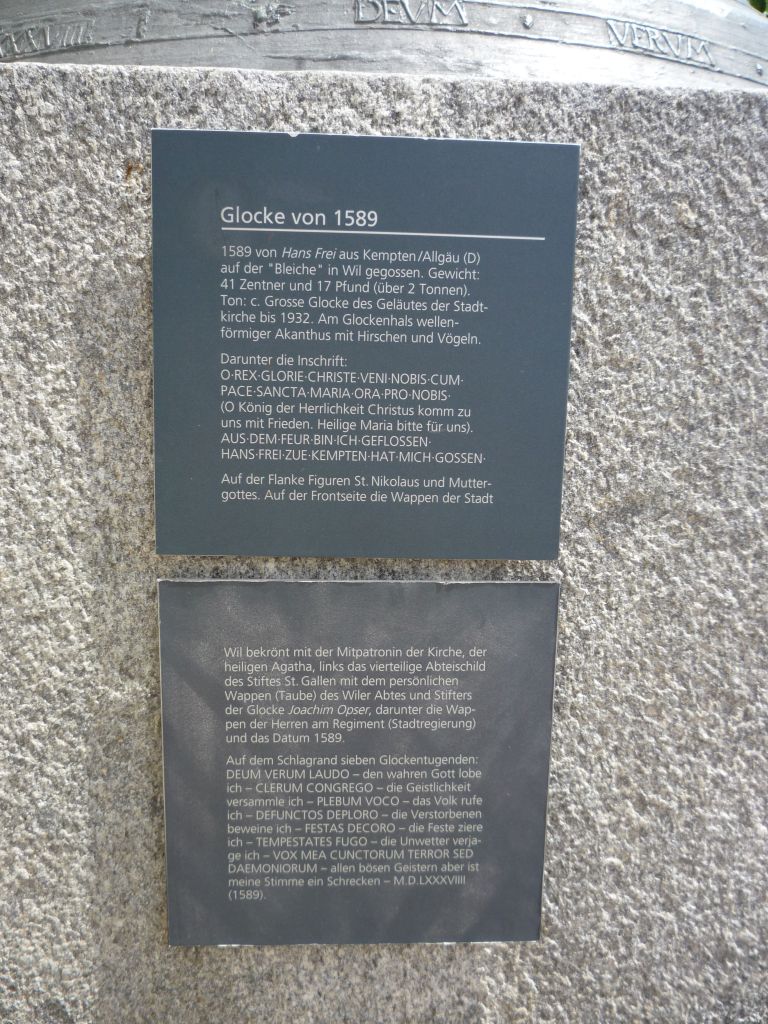 DEVM
VERVM
Glocke von 1589
1589 von Hans Frei aus Kempten/Allgäu (D)
auf der "Bleiche" in Wil gegossen. Gewicht:
41 Zentner und 17 Pfund (über 2 Tonnen).
Ton: c. Grosse Glocke des Geläutes der Stadt-
kirche bis 1932. Am Glockenhals wellen-
förmiger Akanthus mit Hirschen und Vögeln.
Darunter die Inschrift:
O·REX·GLORIE·CHRISTE·VENI·NOBIS·CUM·
PACE·SANCTA·MARIA·ORA·PRO·NOBIS·
(O König der Herrlichkeit Christus komm zu
uns mit Frieden. Heilige Maria bitte für uns).
AUS·DEM·FEUR·BIN·ICH·GEFLOSSEN·
HANS·FREI·ZUE·KEMPTEN·HAT·MICH·GOSSEN·
Auf der Flanke Figuren St. Nikolaus und Mutter-
gottes. Auf der Frontseite die Wappen der Stadt
Wil bekrönt mit der Mitpatronin der Kirche, der
heiligen Agatha, links das vierteilige Abteischild
des Stiftes St. Gallen mit dem persönlichen
Wappen (Taube) des Wiler Abtes und Stifters
der Glocke Joachim Opser, darunter die Wap-
pen der Herren am Regiment (Stadtregierung)
und das Datum 1589.
Auf dem Schlagrand sieben Glockentugenden:
DEUM VERUM LAUDO – den wahren Gott lobe
ich – CLERUM CONGREGO – die Geistlichkeit
versammle ich – PLEBUM VOCO – das Volk rufe
ich – DEFUNCTOS DEPLORO – die Verstorbenen
beweine ich – FESTAS DECORO – die Feste ziere
ich – TEMPESTATES FUGO – die Unwetter verja-
ge ich – VOX MEA CUNCTORUM TERROR SED
DAEMONIORUM – allen bösen Geistern aber ist
meine Stimme ein Schrecken – M.D.LXXXVIIII
(1589).